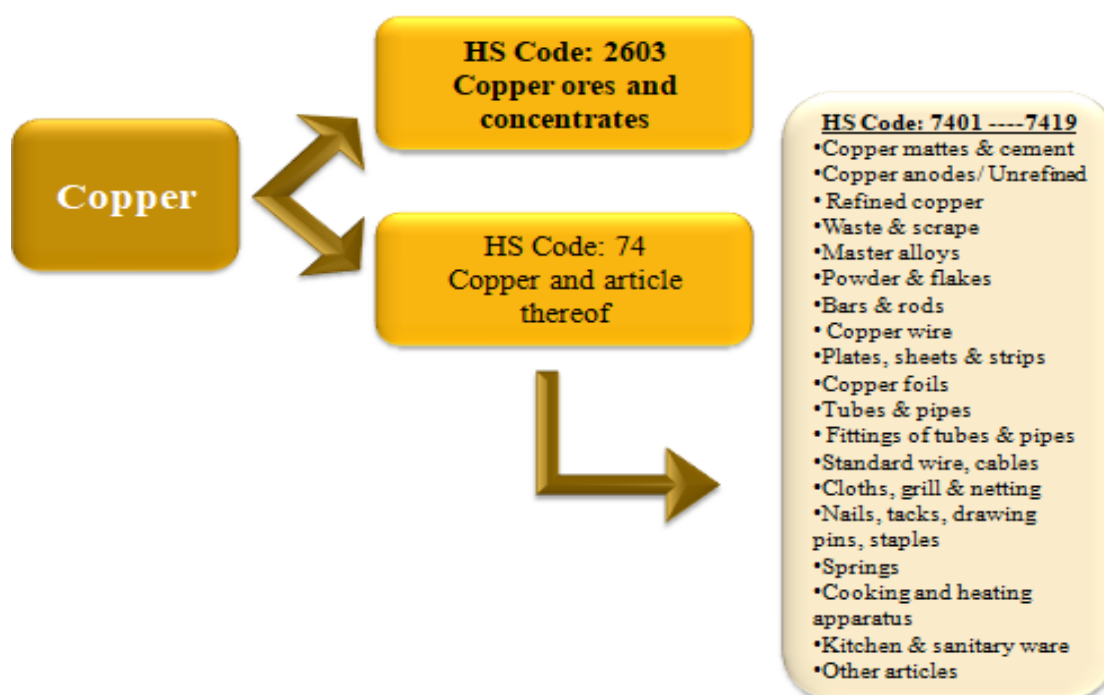 Copper
HS Code: 2603
Copper ores and
concentrates
HS Code: 74
Copper and article
thereof
HS Code: 7401 ----7419
•Copper mattes & cement
•Copper anodes/ Unrefined
• Refined copper
•Waste & scrape
•Master alloys
•Powder & flakes
•Bars & rods
• Copper wire
•Plates, sheets & strips
•Copper foils
•Tubes & pipes
• Fittings of tubes & pipes
•Standard wire, cables
•Cloths, grill & netting
•Nails, tacks, drawing
pins, staples
•Springs
•Cooking and heating
apparatus
•Kitchen & sanitary ware
•Other articles